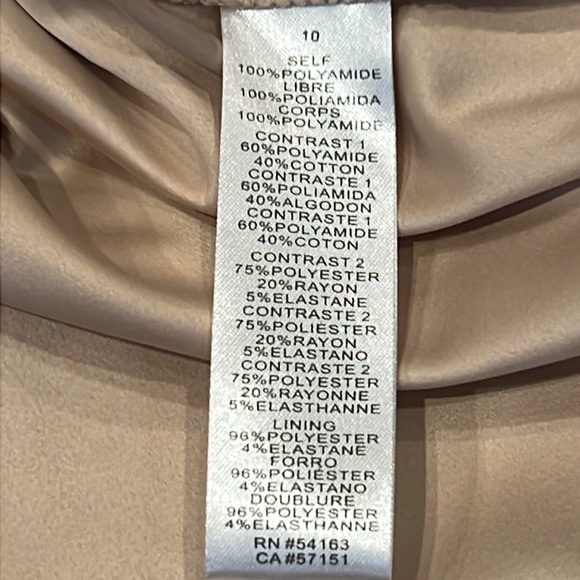 10
SELF
100%POLYAMIDE
LIBRE
100%POLIAMIDA
CORPS
100%POLYAMIDE
CONTRAST 1
60%POLYAMIDE
40%COTTON
CONTRASTE 1
60%POLIAMIDA
40%ALGODON
CONTRASTE 1
60%POLYAMIDE
40%COTON
CONTRAST 2
75%POLYESTER
20%RAYON
5%ELASTANE
CONTRASTE 2
75%POLIÉSTER
20%RAYON
5%ELASTANO
CONTRASTE 2
75%POLYESTER
20%RAYONNE
5%ELASTHANNE
LINING
96%POLYESTER
4%ELASTANE
FORRO
96%POLIÉSTER
4%ELASTANO
DOUBLURE
96%POLYESTER
4%ELASTHANNE
RN #54163
CA#57151